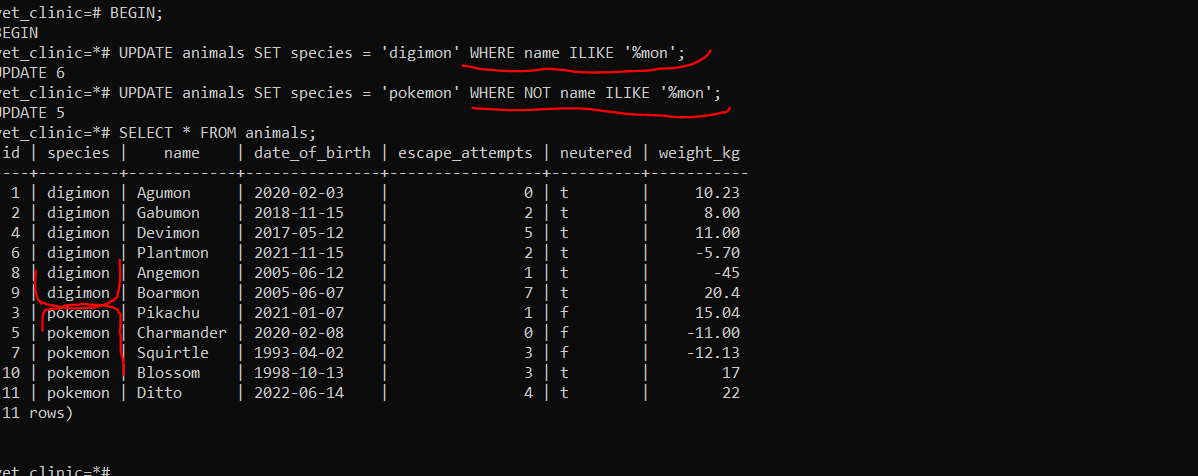 vet_clinic=# BEGIN;
BEGIN
vet_clinic=*# UPDATE animals SET species = 'digimon' WHERE name ILIKE '%mon';
UPDATE 6
vet_clinic=*# UPDATE animals SET species = 'pokemon' WHERE NOT name ILIKE '%mon';
UPDATE 5
vet_clinic=*# SELECT * FROM animals;
id | species | name | date_of_birth | escape_attempts | neutered | weight_kg
----+---------+------------+---------------+-----------------+----------+-----------
1 | digimon | Agumon | 2020-02-03 | 0 | t | 10.23
2 | digimon | Gabumon | 2018-11-15 | 2 | t | 8.00
4 | digimon | Devimon | 2017-05-12 | 5 | t | 11.00
6 | digimon | Plantmon | 2021-11-15 | 2 | t | -5.70
8 | digimon | Angemon | 2005-06-12 | 1 | t | -45
9 | digimon | Boarmon | 2005-06-07 | 7 | t | 20.4
3 | pokemon | Pikachu | 2021-01-07 | 1 | f | 15.04
5 | pokemon | Charmander | 2020-02-08 | 0 | f | -11.00
7 | pokemon | Squirtle | 1993-04-02 | 3 | f | -12.13
10 | pokemon | Blossom | 1998-10-13 | 3 | t | 17
11 | pokemon | Ditto | 2022-06-14 | 4 | t | 22
(11 rows)
vet_clinic=*#